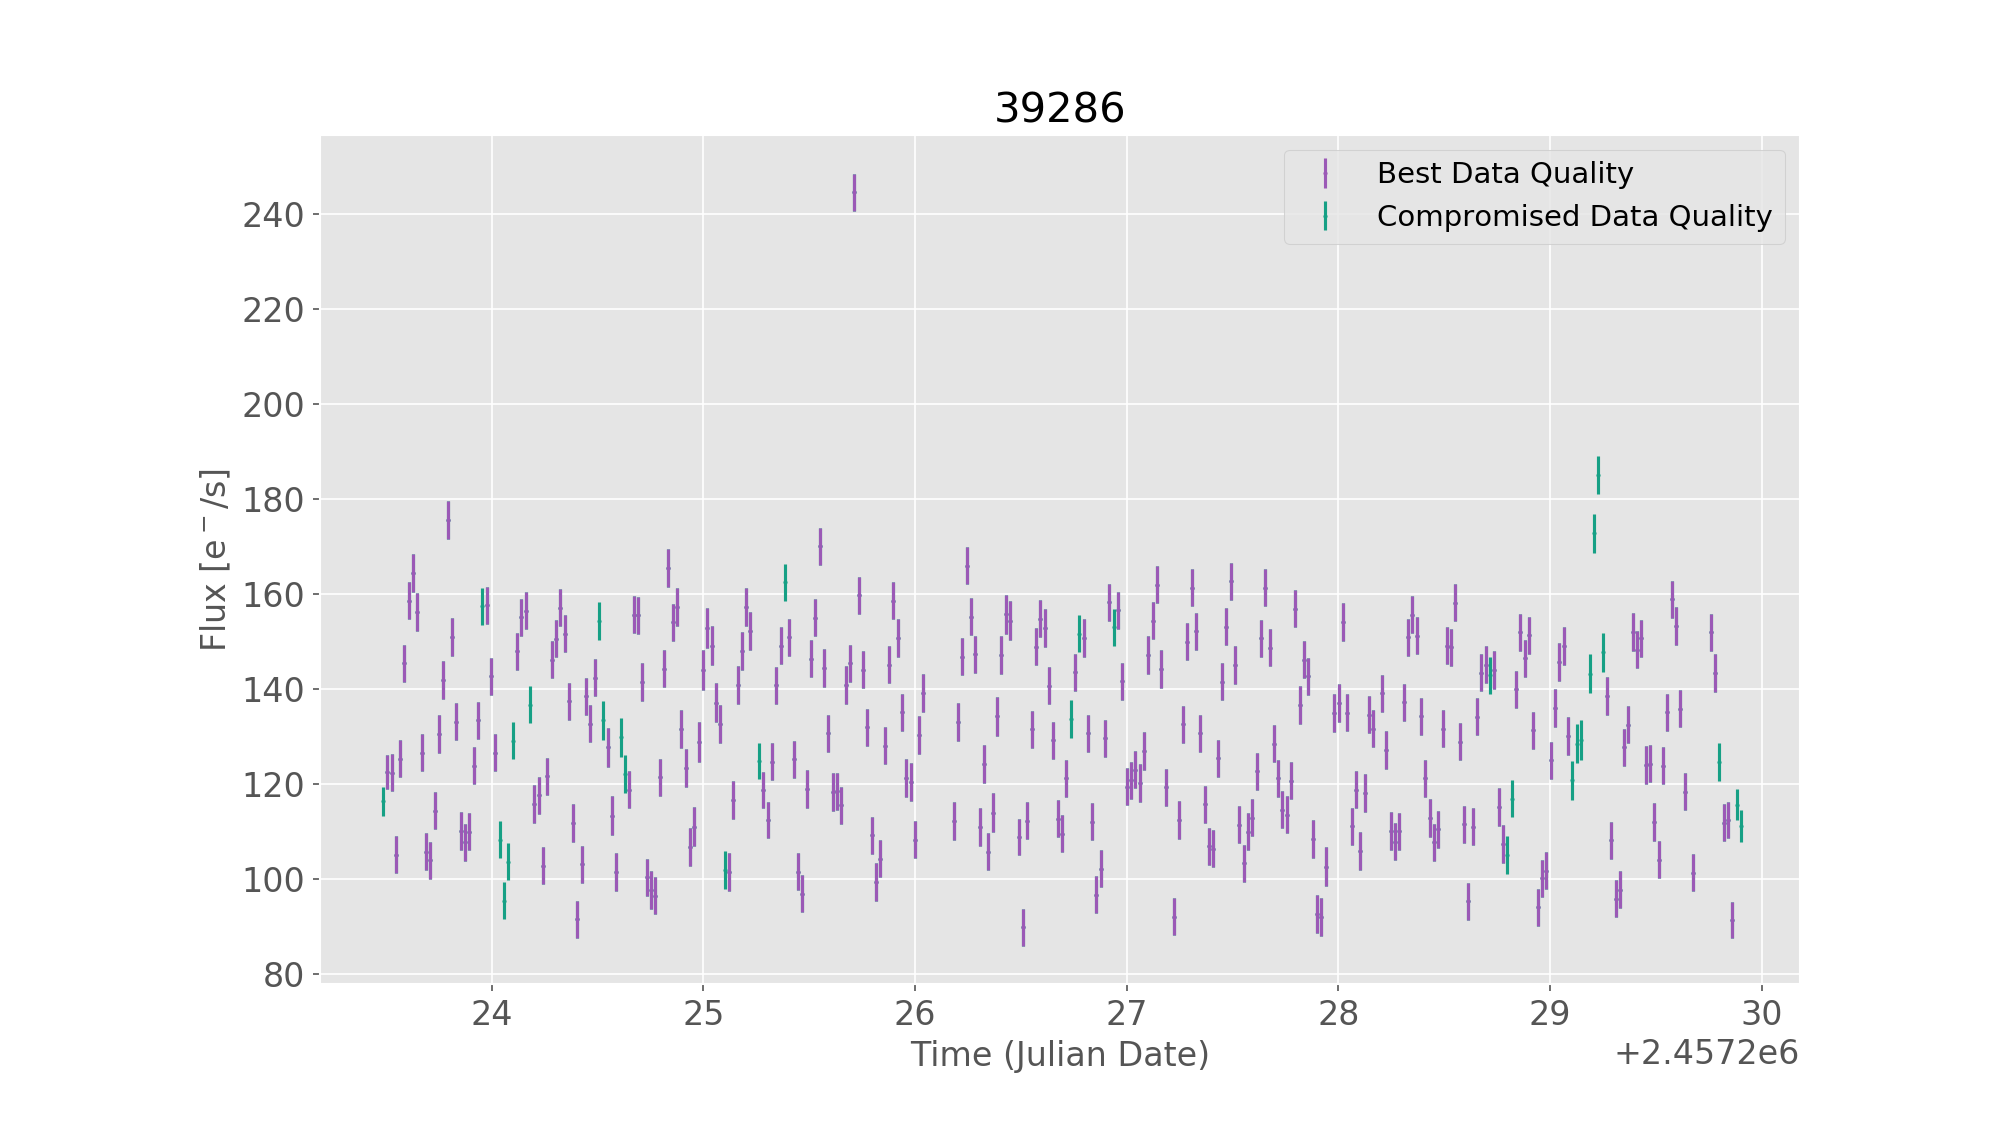 39286
Best Data Quality
Compromised Data Quality
240
220
200
180
160
140
120
100
80
Flux [e⁻/s]
24 25 26 27 28 29 30
Time (Julian Date)
+2.4572e6